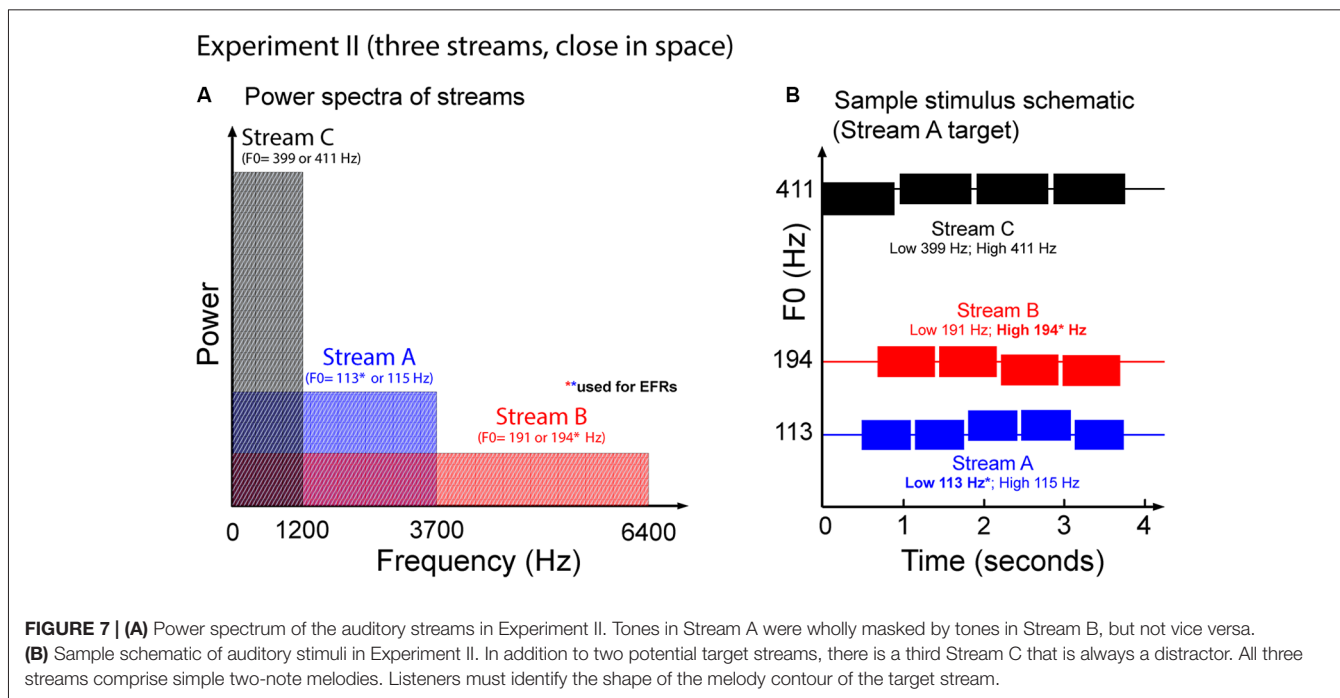 Experiment II (three streams, close in space)
A Power spectra of streams
Stream C
(F0= 399 or 411 Hz)
Power
Stream A
(F0= 113* or 115 Hz)
**used for EFRs
Stream B
(F0= 191 or 194* Hz)
0 1200 3700 6400
Frequency (Hz)
B Sample stimulus schematic
(Stream A target)
411
Stream C
Low 399 Hz; High 411 Hz
F0 (Hz)
Stream B
Low 191 Hz; High 194* Hz
194
113
Stream A
Low 113 Hz*; High 115 Hz
0 1 2 3 4
Time (seconds)
FIGURE 7 | (A) Power spectrum of the auditory streams in Experiment II. Tones in Stream A were wholly masked by tones in Stream B, but not vice versa.
(B) Sample schematic of auditory stimuli in Experiment II. In addition to two potential target streams, there is a third Stream C that is always a distractor. All three
streams comprise simple two-note melodies. Listeners must identify the shape of the melody contour of the target stream.